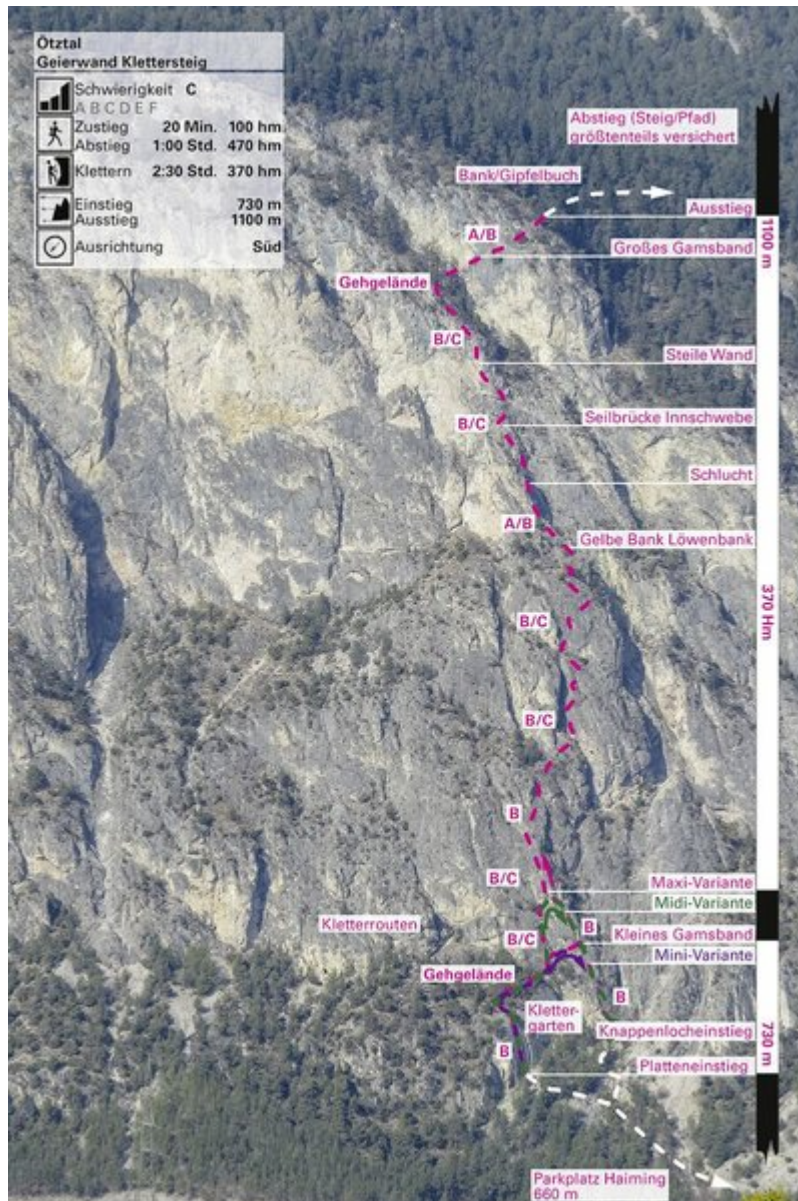 Ötztal
Geierwand Klettersteig
Schwierigkeit C
A B C D E F
Zustieg 20 Min. 100 hm
Abstieg 1:00 Std. 470 hm
Klettern 2:30 Std. 370 hm
Einstieg 730 m
Ausstieg 1100 m
Ausrichtung Süd
Abstieg (Steig/Pfad)
größtenteils versichert
Bank/Gipfelbuch
Ausstieg
1100 m
A/B
Großes Gamsband
Gehgelände
B/C
Steile Wand
B/C
Seilbrücke Innschwebe
Schlucht
A/B
Gelbe Bank Löwenbank
370 Hm
B/C
B/C
B
B/C
Maxi-Variante
Midi-Variante
Kletterrouten
B
Kleines Gamsband
B/C
Mini-Variante
Gehgelände
B
Kletter-
garten
Knappenlocheinstieg
730 m
B
Platteneinstieg
Parkplatz Haiming
660 m